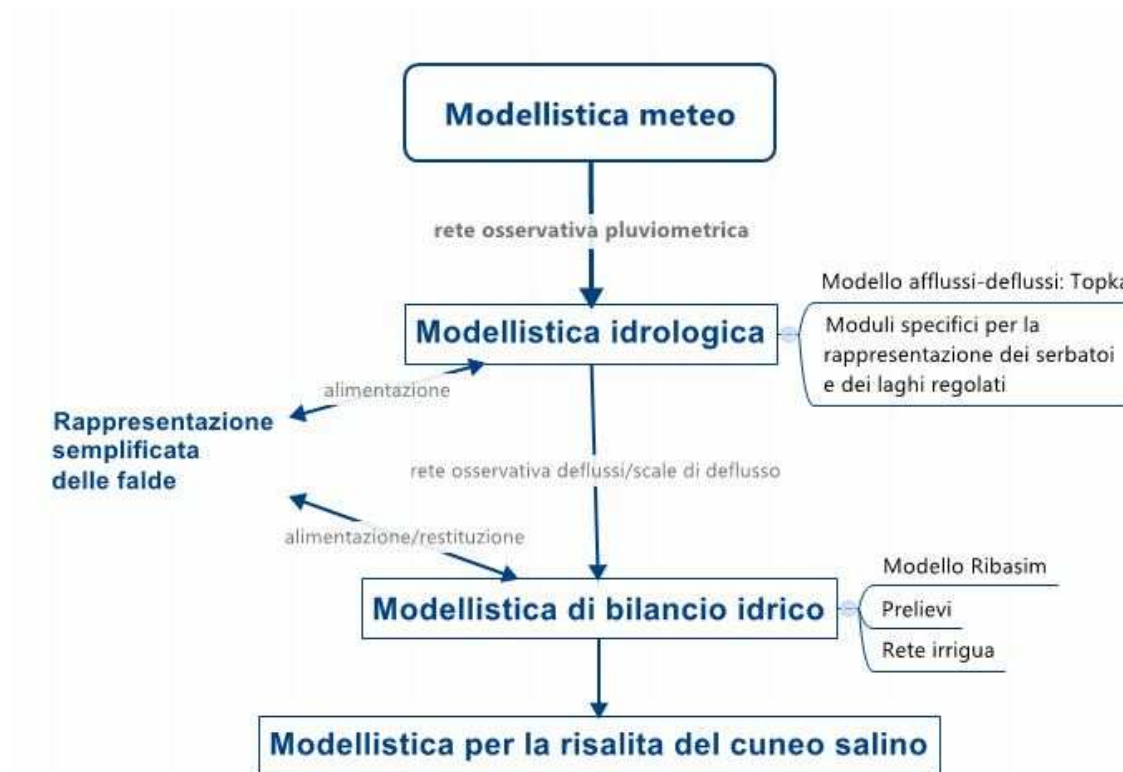 Modellistica meteo
rete osservativa pluviometrica
Modello afflussi-deflussi:
Modellistica idrologica
Moduli specifici per la
rappresentazione dei serbatoi
e dei laghi regolati
alimentazione
Rappresentazione
semplificata
delle falde
rete osservativa deflussi/scale di deflusso
alimentazione/restituzione
Modello Ribasim
Modellistica di bilancio idrico
Prelievi
Rete irrigua
Modellistica per la risalita del cuneo salino